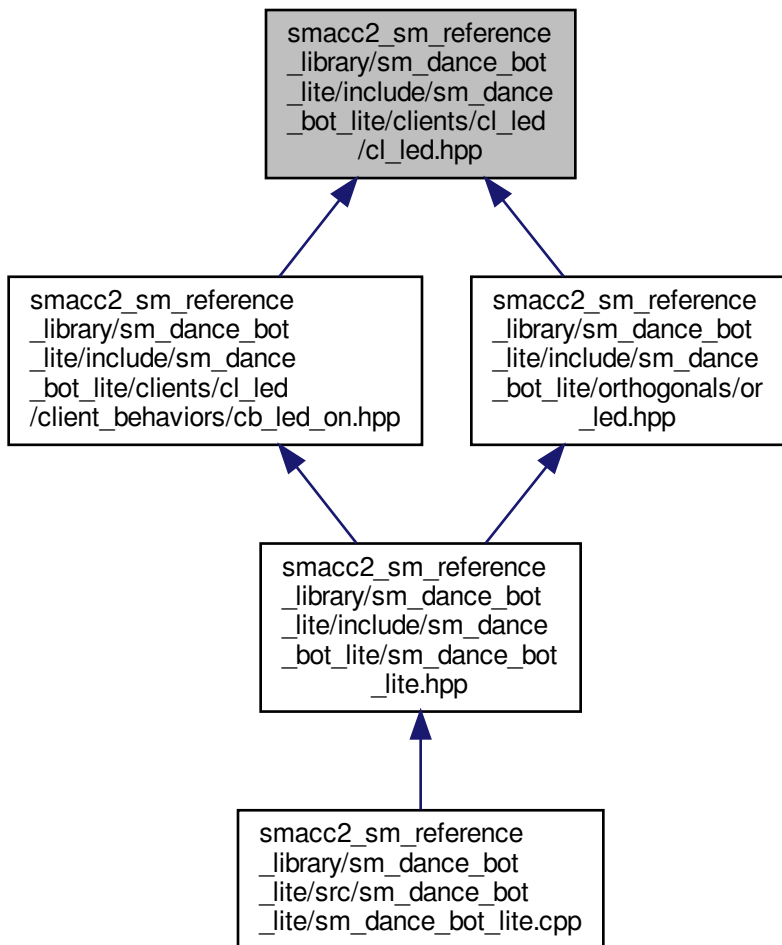 smacc2_sm_reference
_library/sm_dance_bot
_lite/include/sm_dance
_bot_lite/clients/cl_led
/cl_led.hpp
smacc2_sm_reference
_library/sm_dance_bot
_lite/include/sm_dance
_bot_lite/clients/cl_led
/client_behaviors/cb_led_on.hpp
smacc2_sm_reference
_library/sm_dance_bot
_lite/include/sm_dance
_bot_lite/orthogonals/or
_led.hpp
smacc2_sm_reference
_library/sm_dance_bot
_lite/include/sm_dance
_bot_lite/sm_dance_bot
_lite.hpp
smacc2_sm_reference
_library/sm_dance_bot
_lite/src/sm_dance_bot
_lite/sm_dance_bot_lite.cpp